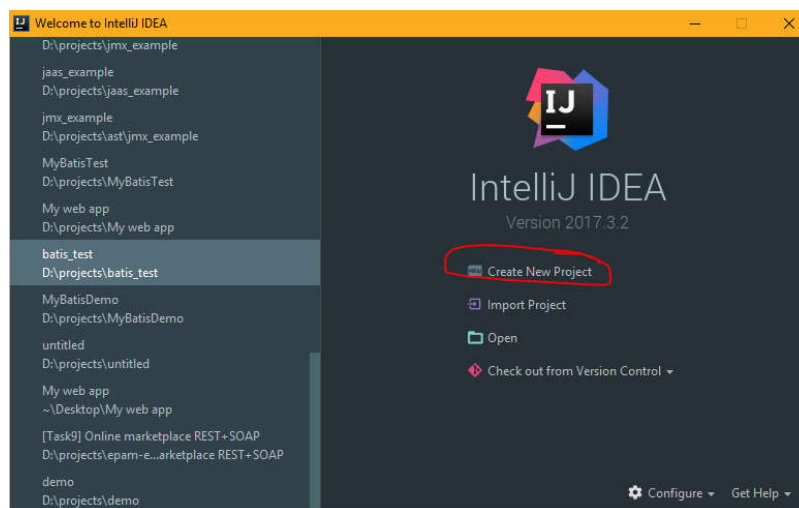 Welcome to IntelliJ IDEA
D:\projects\jmx_example
jaas_example
D:\projects\jaas_example
jmx_example
D:\projects\ast\jmx_example
MyBatisTest
D:\projects\MyBatisTest
My web app
D:\projects\My web app
batis_test
D:\projects\batis_test
MyBatisDemo
D:\projects\MyBatisDemo
untitled
D:\projects\untitled
My web app
~\Desktop\My web app
[Task9] Online marketplace REST+SOAP
D:\projects\epam-e...arketplace REST+SOAP
demo
D:\projects\demo
IJ
IntelliJ IDEA
Version 2017.3.2
Create New Project
Import Project
Open
Check out from Version Control
Configure
Get Help